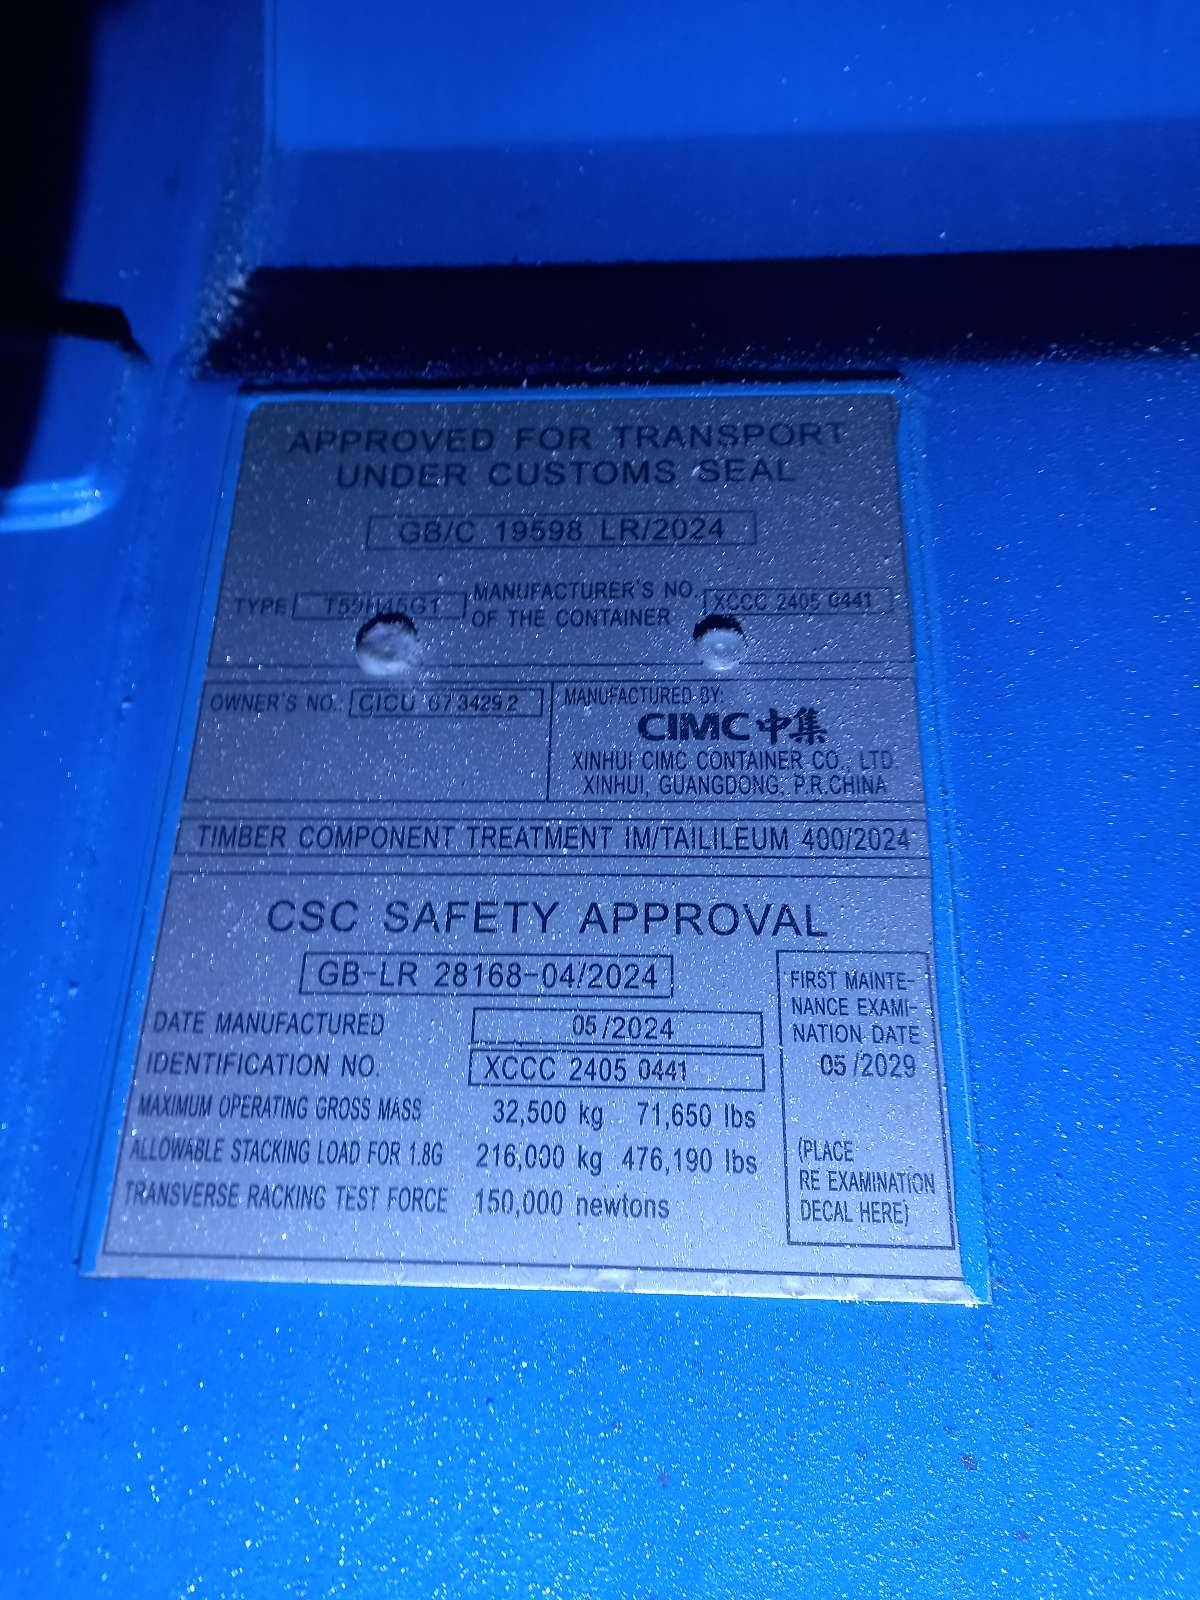 APPROVED FOR TRANSPORT
UNDER CUSTOMS SEAL
GB/C 19598 LR/2024
TYPE T59H45G1 MANUFACTURER'S NO. OF THE CONTAINER XCCC 2405 0441
OWNER'S NO. CICU 0734292
MANUFACTURED BY:
CIMC中集
XINHUI CIMC CONTAINER CO., LTD.
XINHUI, GUANGDONG, P.R.CHINA
TIMBER COMPONENT TREATMENT IM/TAILILEUM 400/2024
CSC SAFETY APPROVAL
GB-LR 28168-04/2024
DATE MANUFACTURED 05/2024
IDENTIFICATION NO. XCCC 2405 0441
MAXIMUM OPERATING GROSS MASS 32,500 kg 71,650 lbs
ALLOWABLE STACKING LOAD FOR 1.8G 216,000 kg 476,190 lbs
TRANSVERSE RACKING TEST FORCE 150,000 newtons
FIRST MAINTE-
NANCE EXAMI-
NATION DATE
05/2029
(PLACE
RE EXAMINATION
DECAL HERE)